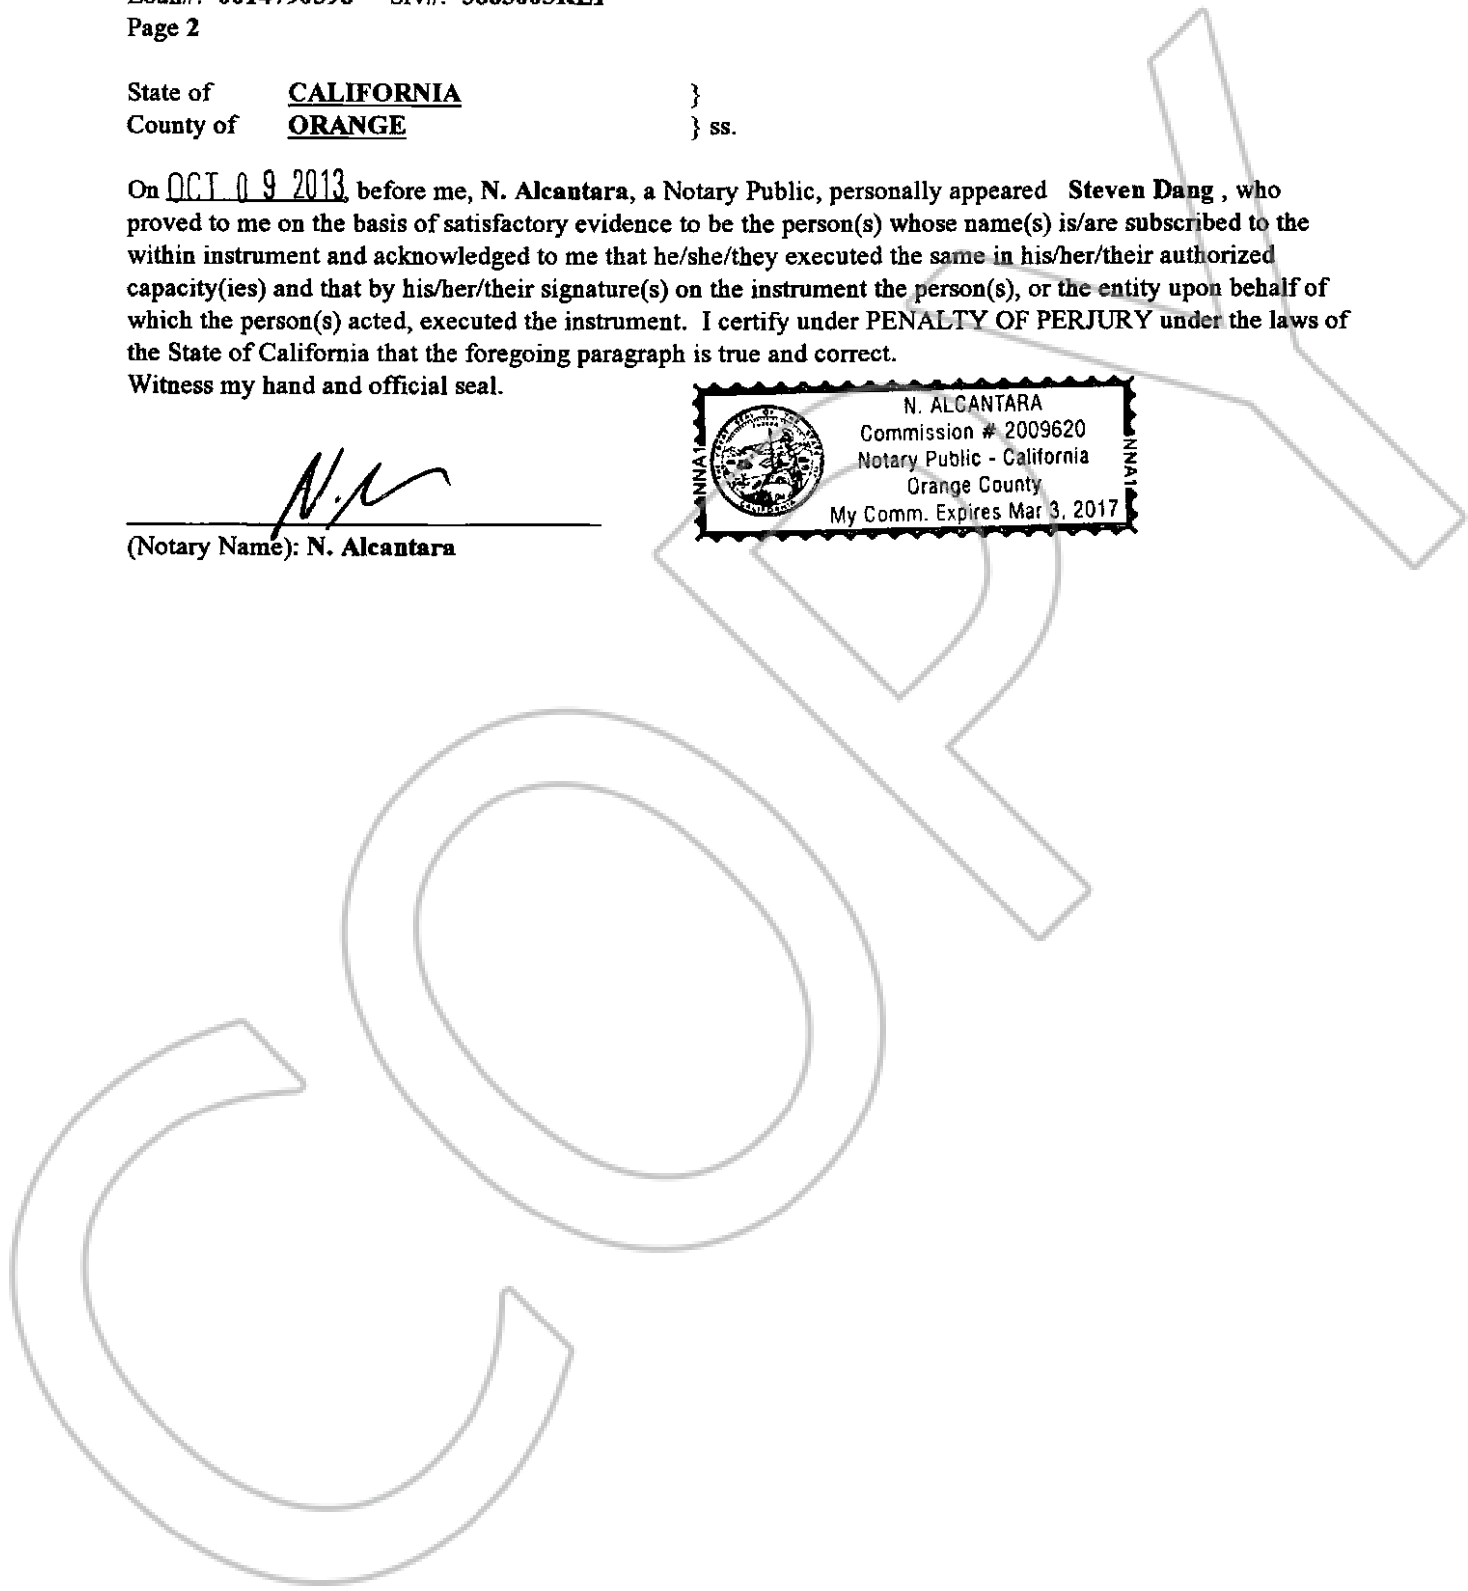 Page 2
State of CALIFORNIA }
County of ORANGE } ss.
On OCT 09 2013, before me, N. Alcantara, a Notary Public, personally appeared Steven Dang , who
proved to me on the basis of satisfactory evidence to be the person(s) whose name(s) is/are subscribed to the
within instrument and acknowledged to me that he/she/they executed the same in his/her/their authorized
capacity(ies) and that by his/her/their signature(s) on the instrument the person(s), or the entity upon behalf of
which the person(s) acted, executed the instrument. I certify under PENALTY OF PERJURY under the laws of
the State of California that the foregoing paragraph is true and correct.
Witness my hand and official seal.
N. ALCANTARA
Commission # 2009620
Notary Public - California
Orange County
My Comm. Expires Mar 3, 2017
NNA1
NNA1
(Notary Name): N. Alcantara
COPY